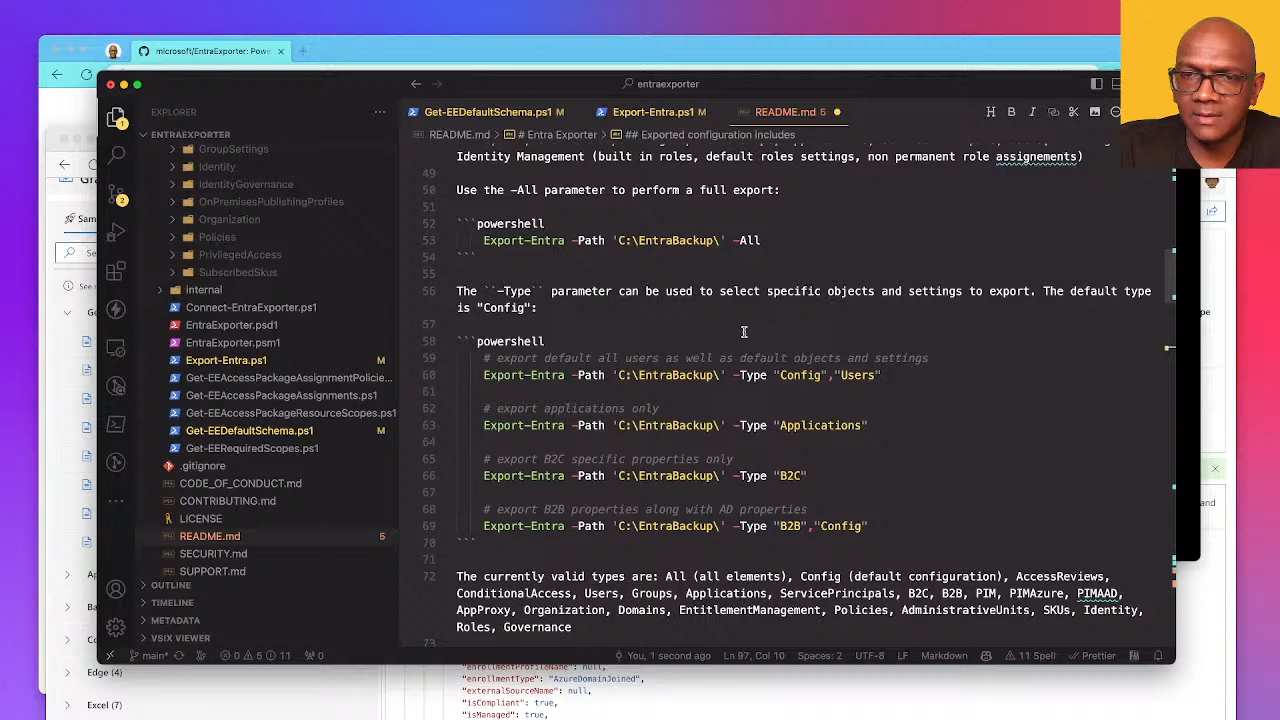 microsoft/EntraExporter: Pow
entraexporter
EXPLORER
Get-EEDefaultSchema.ps1 M
Export-Entra.ps1 M
README.md 5
ENTRAEXPORTER
README.md > # Entra Exporter > ## Exported configuration includes
GroupSettings
Identity
IdentityGovernance
OnPremisesPublishingProfiles
Organization
Policies
PrivilegedAccess
SubscribedSkus
internal
Connect-EntraExporter.ps1
EntraExporter.psd1
EntraExporter.psm1
Export-Entra.ps1 M
Get-EEAccessPackageAssignmentPolicie...
Get-EEAccessPackageAssignments.ps1
Get-EEAccessPackageResourceScopes.ps1
Get-EEDefaultSchema.ps1 M
Get-EERequiredScopes.ps1
.gitignore
CODE_OF_CONDUCT.md
CONTRIBUTING.md
LICENSE
README.md 5
SECURITY.md
SUPPORT.md
OUTLINE
TIMELINE
METADATA
VSIX VIEWER
Identity Management (built in roles, default roles settings, non permanent role assignements)
49
50 Use the -All parameter to perform a full export:
51
52 ```powershell
53 Export-Entra -Path 'C:\EntraBackup\' -All
54 ```
55
56 The ``-Type`` parameter can be used to select specific objects and settings to export. The default type
is "Config":
57
58 ```powershell
59 # export default all users as well as default objects and settings
60 Export-Entra -Path 'C:\EntraBackup\' -Type "Config","Users"
61
62 # export applications only
63 Export-Entra -Path 'C:\EntraBackup\' -Type "Applications"
64
65 # export B2C specific properties only
66 Export-Entra -Path 'C:\EntraBackup\' -Type "B2C"
67
68 # export B2B properties along with AD properties
69 Export-Entra -Path 'C:\EntraBackup\' -Type "B2B","Config"
70 ```
71
72 The currently valid types are: All (all elements), Config (default configuration), AccessReviews,
ConditionalAccess, Users, Groups, Applications, ServicePrincipals, B2C, B2B, PIM, PIMAzure, PIMAAD,
AppProxy, Organization, Domains, EntitlementManagement, Policies, AdministrativeUnits, SKUs, Identity,
Roles, Governance
73
main* 0 5 11 0
You, 1 second ago Ln 97, Col 10 Spaces: 2 UTF-8 LF Markdown 11 Spell Prettier
Edge (4)
Excel (7)
"enrollmentProfileName": null,
"enrollmentType": "AzureDomainJoined",
"externalSourceName": null,
"isCompliant": true,
"isManaged": true,